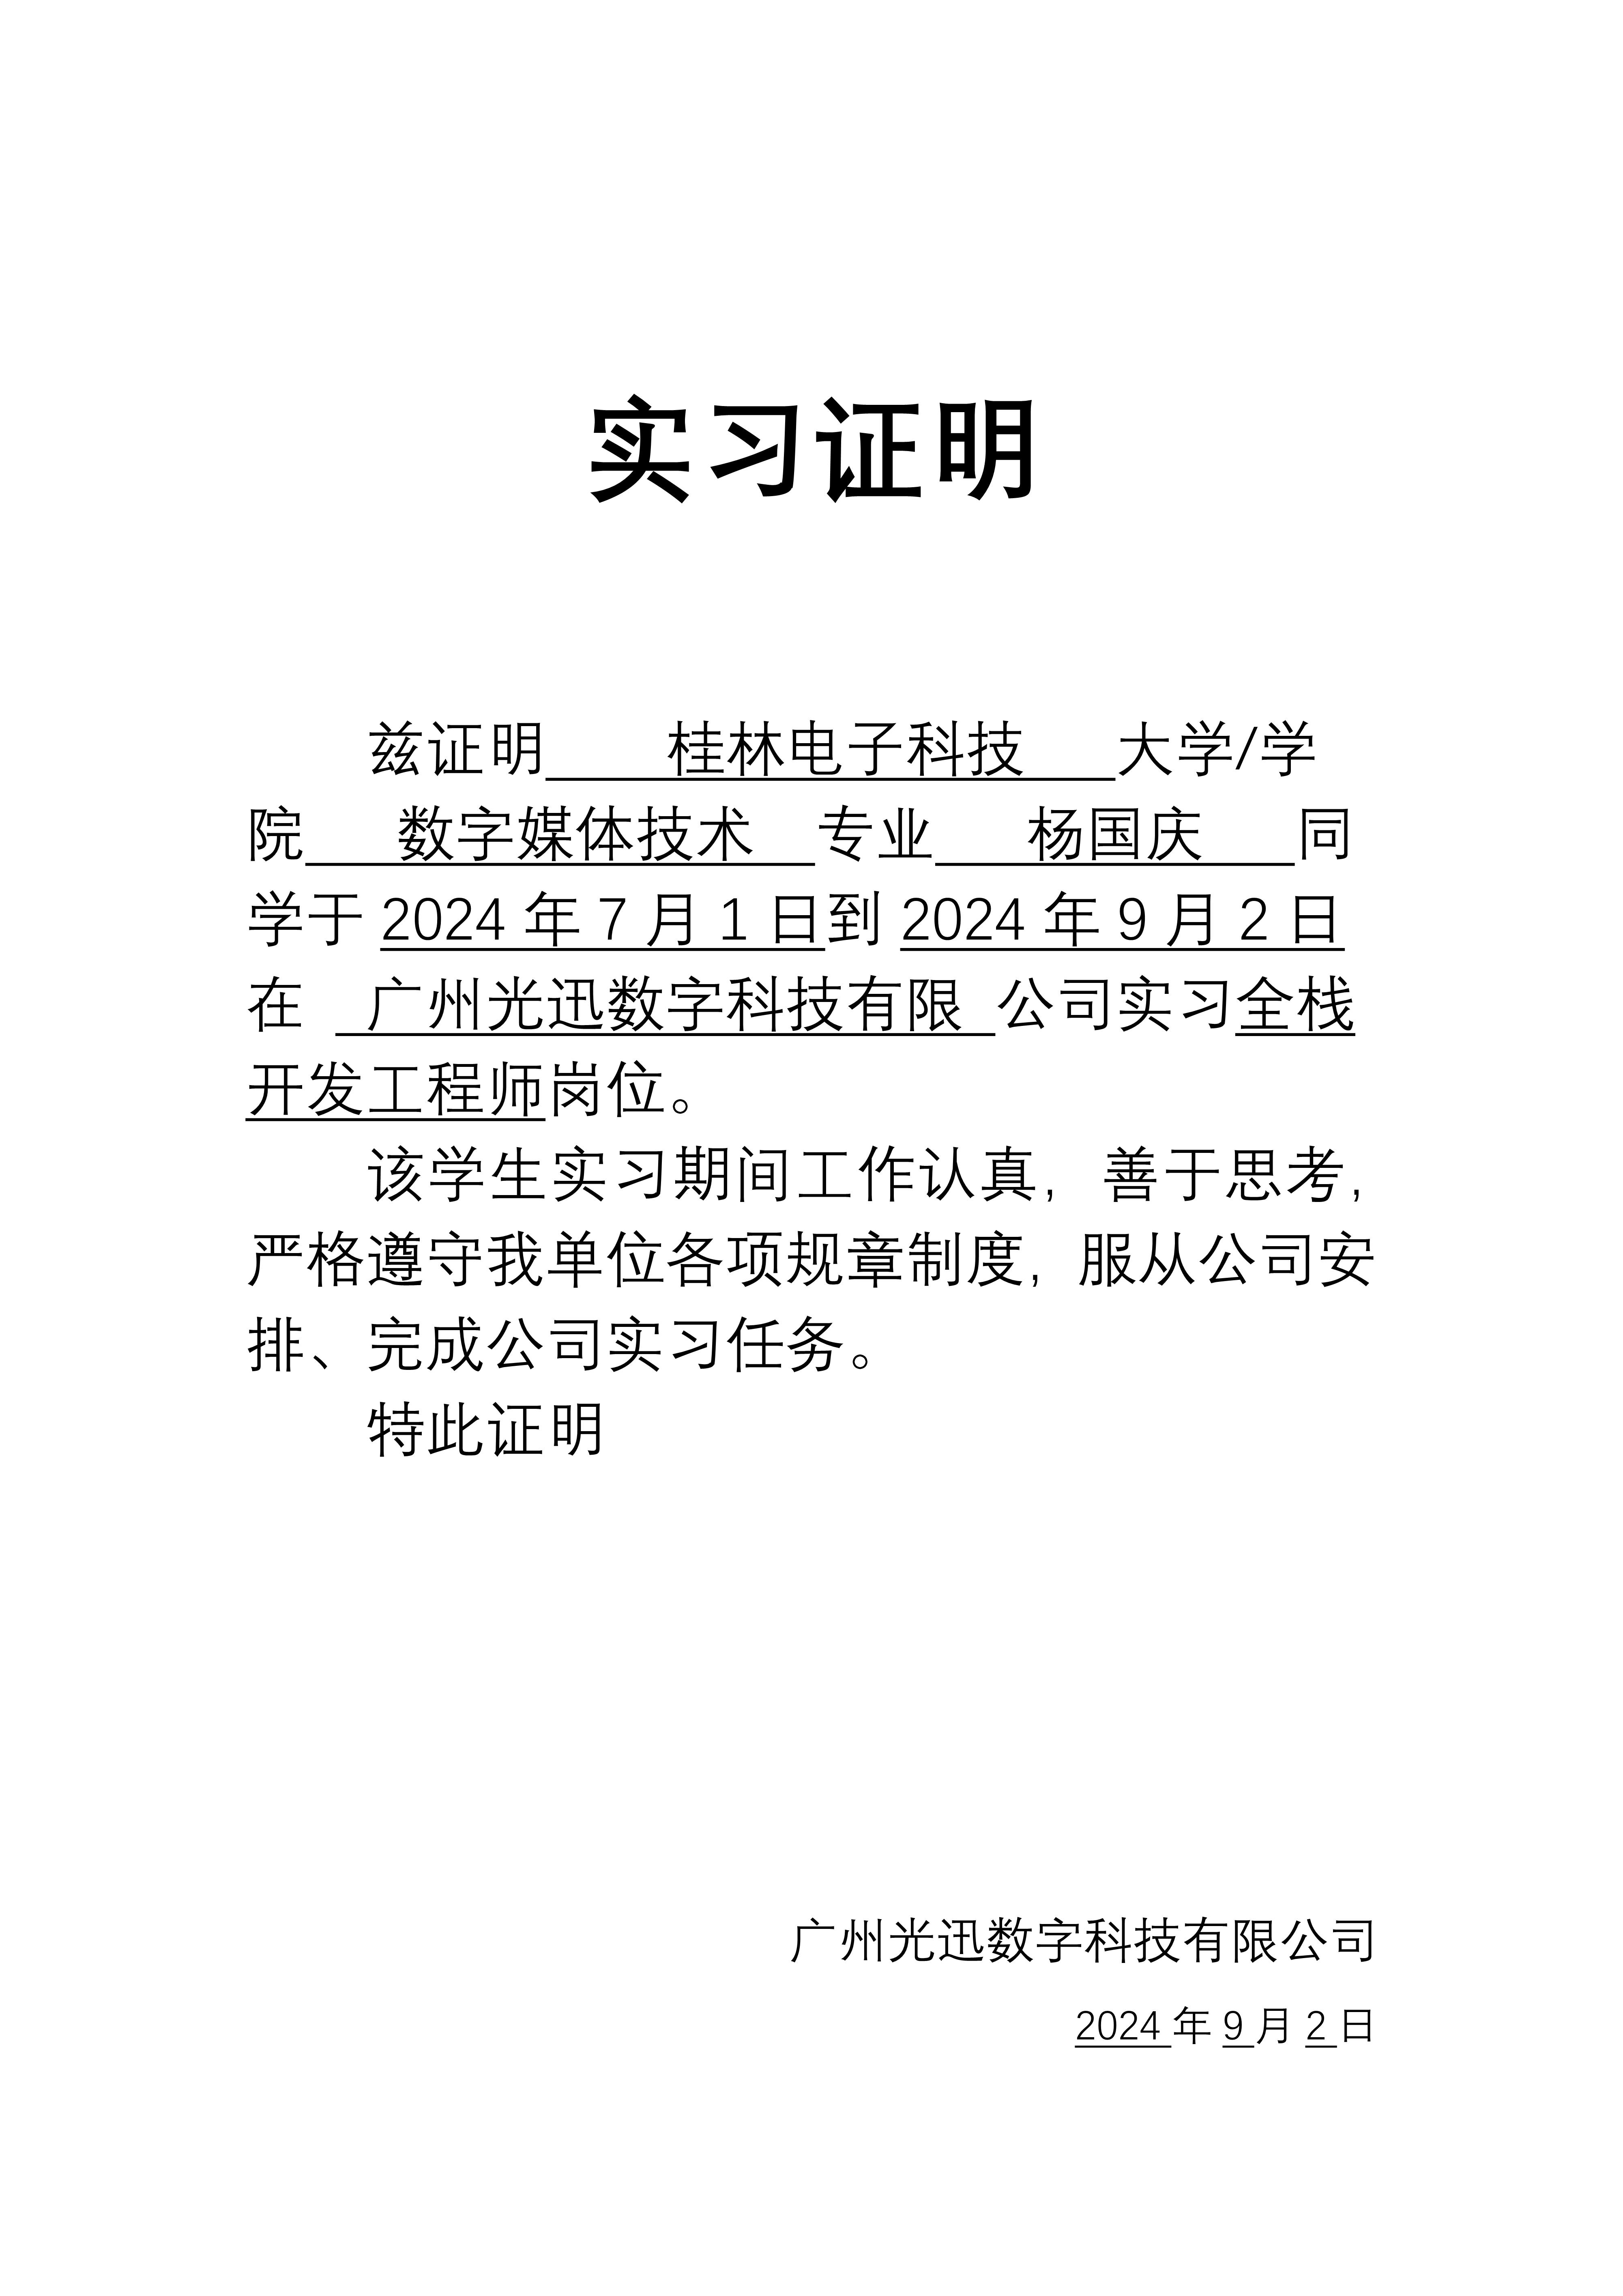 实习证明
兹证明 桂林电子科技 大学/学
院 数字媒体技术 专业 杨国庆 同
学于 2024 年 7 月 1 日到 2024 年 9 月 2 日
在 广州光迅数字科技有限 公司实习全栈
开发工程师岗位。
该学生实习期间工作认真，善于思考，
严格遵守我单位各项规章制度，服从公司安
排、完成公司实习任务。
特此证明
广州光迅数字科技有限公司
2024 年 9 月 2 日